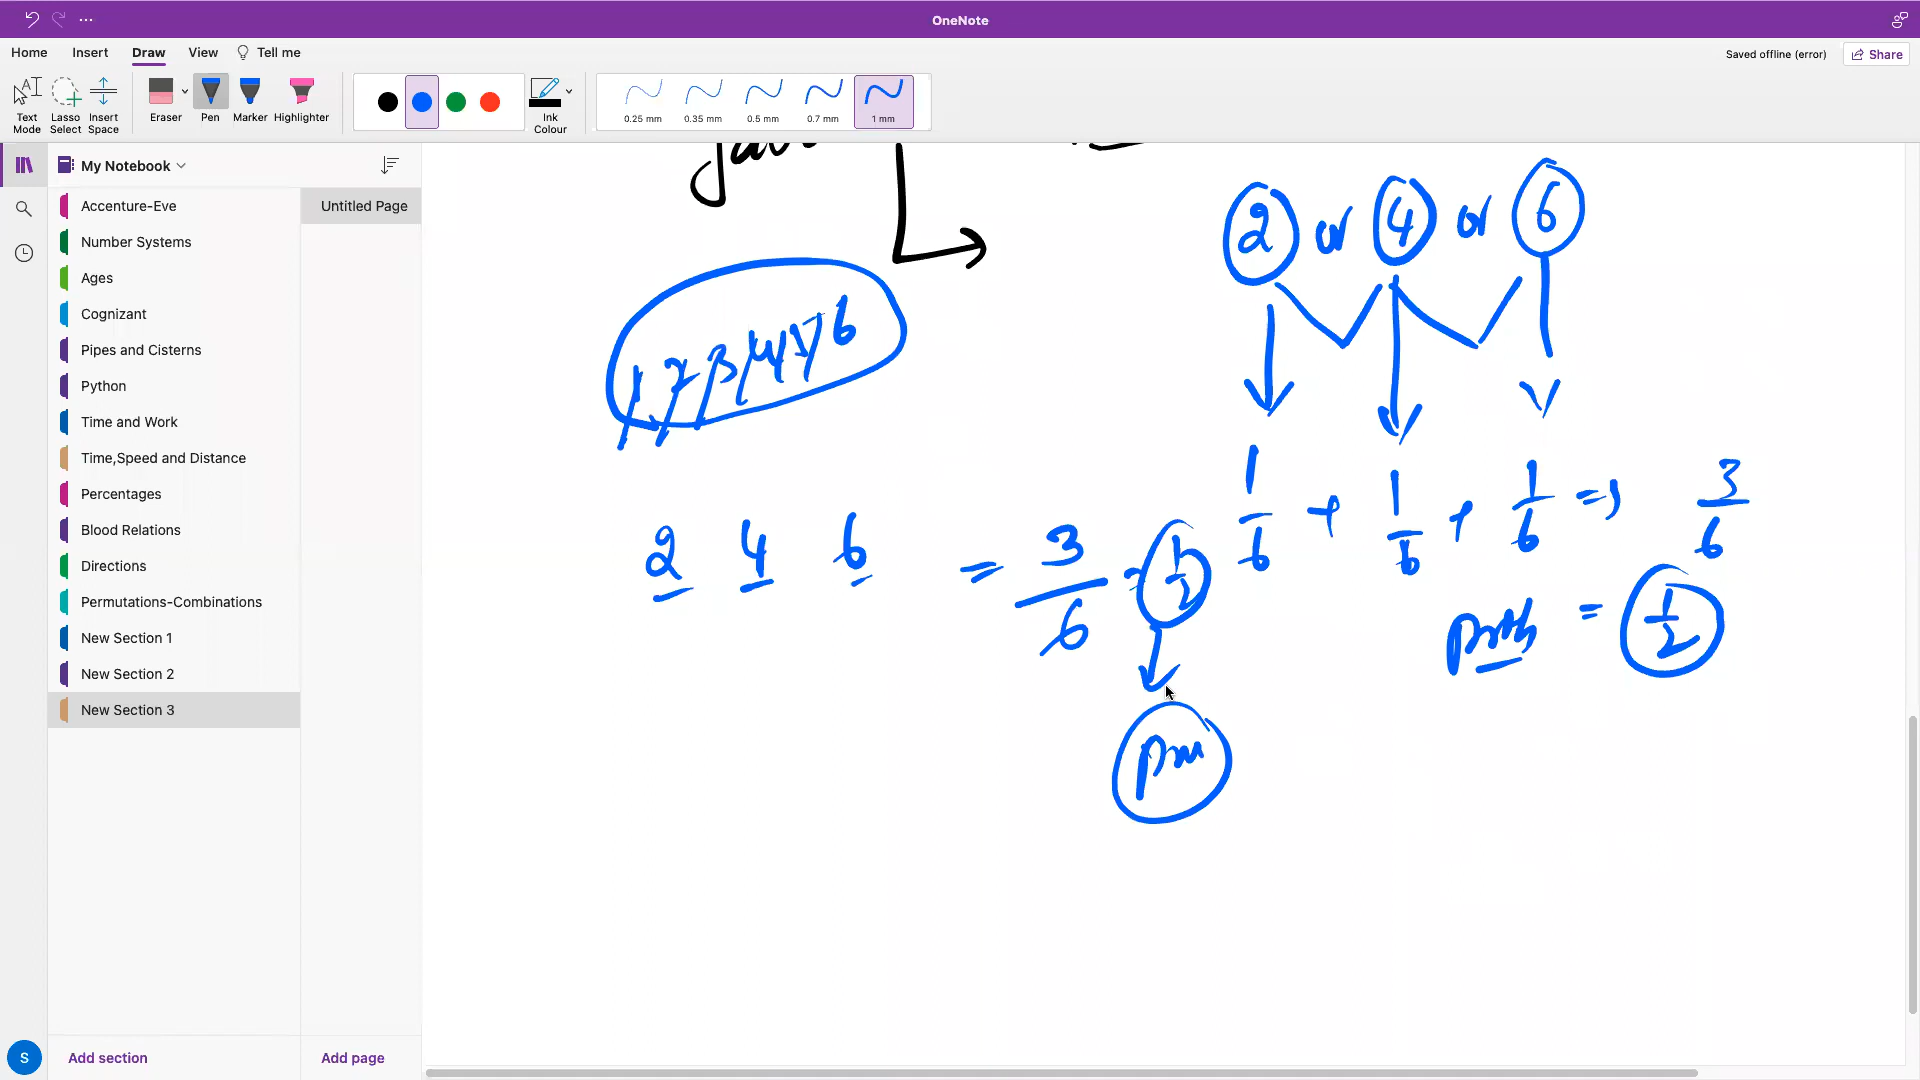 OneNote
Home Insert Draw View Tell me
Saved offline (error) Share
Text Mode
Lasso Select
Insert Space
Eraser
Pen
Marker
Highlighter
Ink Colour
0.25 mm
0.35 mm
0.5 mm
0.7 mm
1 mm
My Notebook
Accenture-Eve
Number Systems
Ages
Cognizant
Pipes and Cisterns
Python
Time and Work
Time,Speed and Distance
Percentages
Blood Relations
Directions
Permutations-Combinations
New Section 1
New Section 2
New Section 3
Untitled Page
2 or 4 or 6
1, 2, 3, 4, 5, 6
1/6 + 1/6 + 1/6 => 3/6
2 4 6 = 3/6 = 1/2
= 1/2
S
Add section
Add page